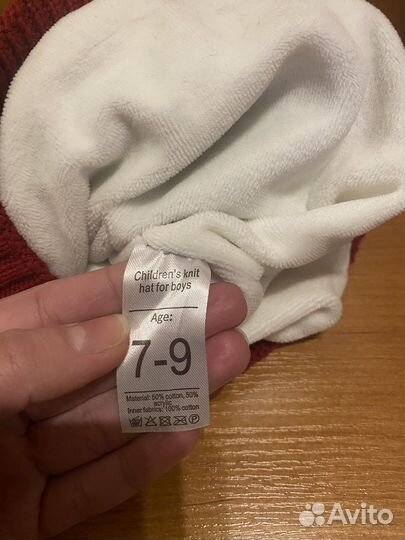 Children's knit
hat for boys
Age:
7-9
Material: 50% cotton, 50%
acrylic
Inner fabrics: 100% cotton
Avito